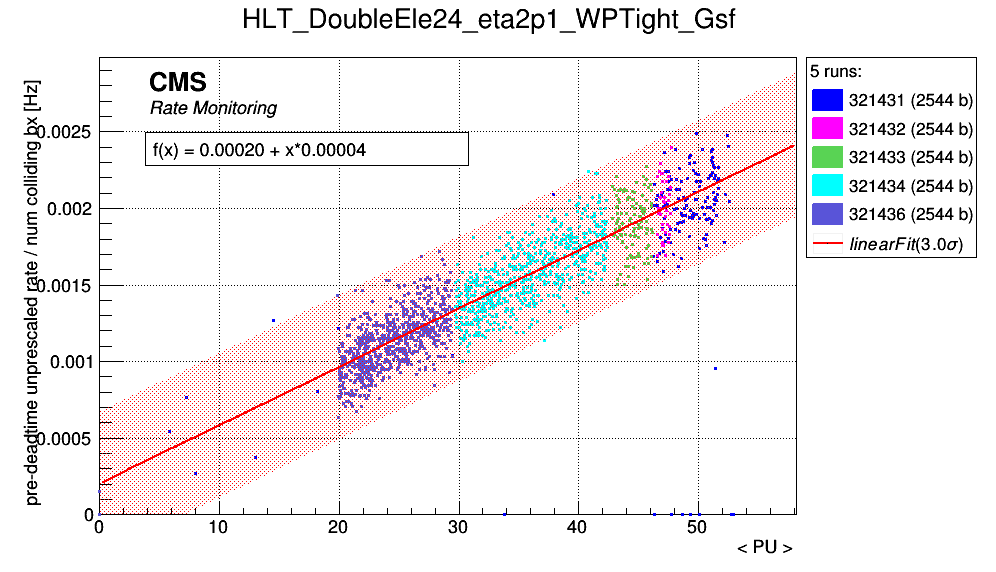 HLT_DoubleEle24_eta2p1_WPTight_Gsf
pre-deadtime unprescaled rate / num colliding bx [Hz]
CMS
Rate Monitoring
f(x) = 0.00020 + x*0.00004
0.0025
0.002
0.0015
0.001
0.0005
0
0 10 20 30 40 50
< PU >
5 runs:
321431 (2544 b)
321432 (2544 b)
321433 (2544 b)
321434 (2544 b)
321436 (2544 b)
linearFit(3.0σ)